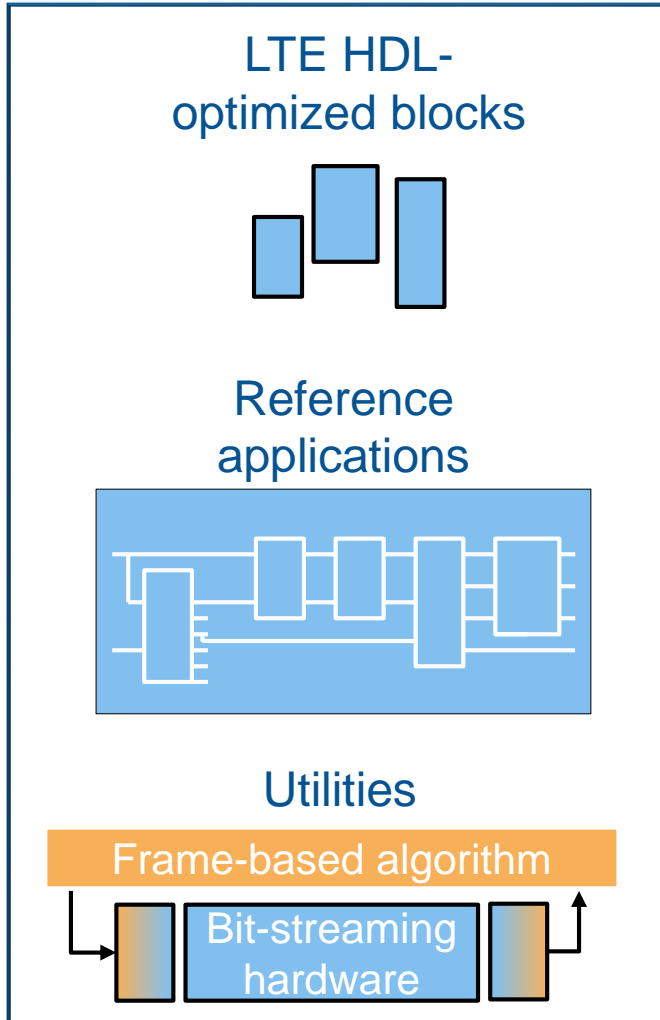 LTE HDL-
optimized blocks
Reference
applications
Utilities
Frame-based algorithm
Bit-streaming
hardware